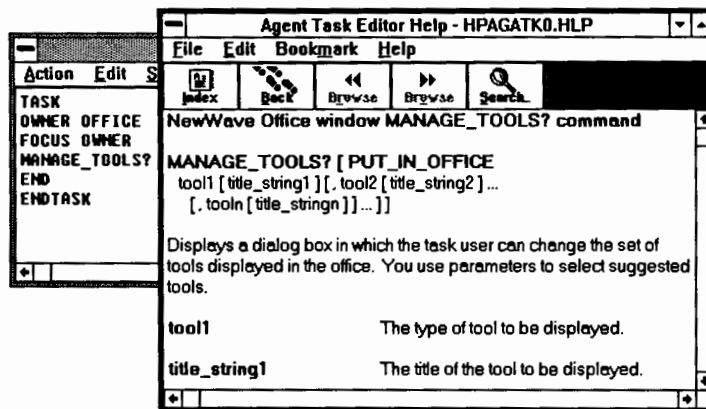 Agent Task Editor Help - HPAGATK0.HLP
File Edit Bookmark Help
Index Back Browse Browse Search
Action Edit S
TASK
OWNER OFFICE
FOCUS OWNER
MANAGE_TOOLS?
END
ENDTASK
NewWave Office window MANAGE_TOOLS? command
MANAGE_TOOLS? [ PUT_IN_OFFICE
tool1 [ title_string1 ] [ , tool2 [ title_string2 ] ...
[ , tooln [ title_stringn ] ] ... ] ]
Displays a dialog box in which the task user can change the set of
tools displayed in the office. You use parameters to select suggested
tools.
tool1 The type of tool to be displayed.
title_string1 The title of the tool to be displayed.